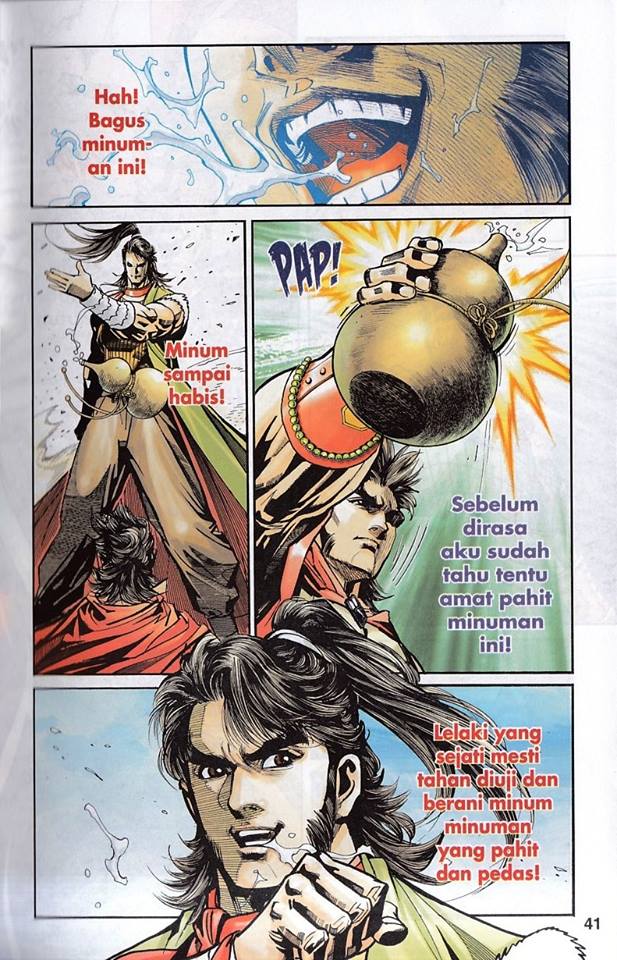 Hah!
Bagus
minum-
an ini!
Minum
sampai
habis!
PAP!
Sebelum
dirasa
aku sudah
tahu tentu
amat pahit
minuman
ini!
Lelaki yang
sejati mesti
tahan diuji dan
berani minum
minuman
yang pahit
dan pedas!
41